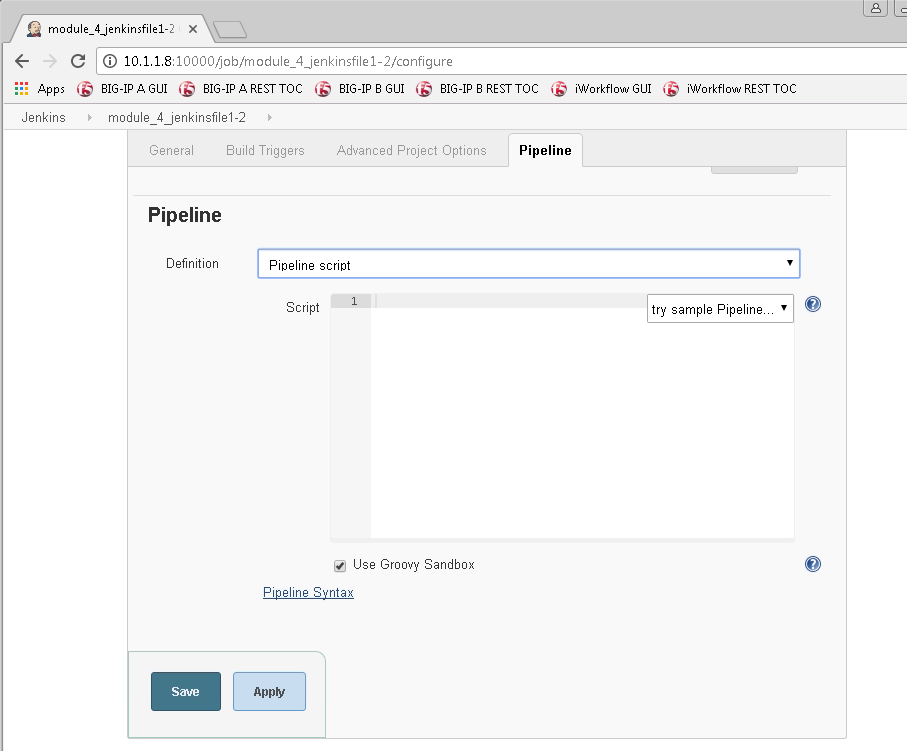 module_4_jenkinsfile1-2
10.1.1.8:10000/job/module_4_jenkinsfile1-2/configure
Apps BIG-IP A GUI BIG-IP A REST TOC BIG-IP B GUI BIG-IP B REST TOC iWorkflow GUI iWorkflow REST TOC
Jenkins module_4_jenkinsfile1-2
General Build Triggers Advanced Project Options Pipeline
Pipeline
Definition Pipeline script
Script 1 try sample Pipeline...
Use Groovy Sandbox
Pipeline Syntax
Save Apply